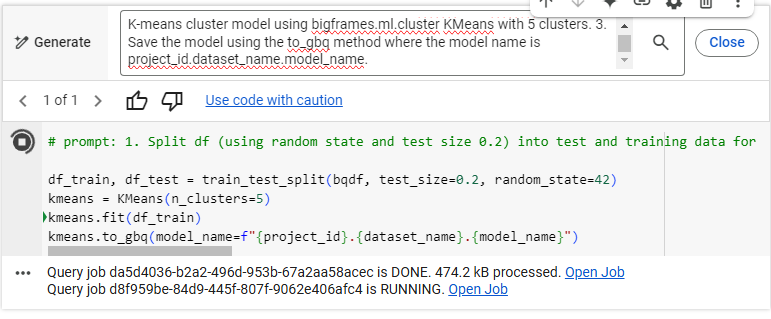 Generate
K-means cluster model using bigframes.ml.cluster KMeans with 5 clusters. 3.
Save the model using the to_gbq method where the model name is
project_id.dataset_name.model_name.
Close
1 of 1
Use code with caution
# prompt: 1. Split df (using random state and test size 0.2) into test and training data for
df_train, df_test = train_test_split(bqdf, test_size=0.2, random_state=42)
kmeans = KMeans(n_clusters=5)
kmeans.fit(df_train)
kmeans.to_gbq(model_name=f"{project_id}.{dataset_name}.{model_name}")
Query job da5d4036-b2a2-496d-953b-67a2aa58acec is DONE. 474.2 kB processed. Open Job
Query job d8f959be-84d9-445f-807f-9062e406afc4 is RUNNING. Open Job